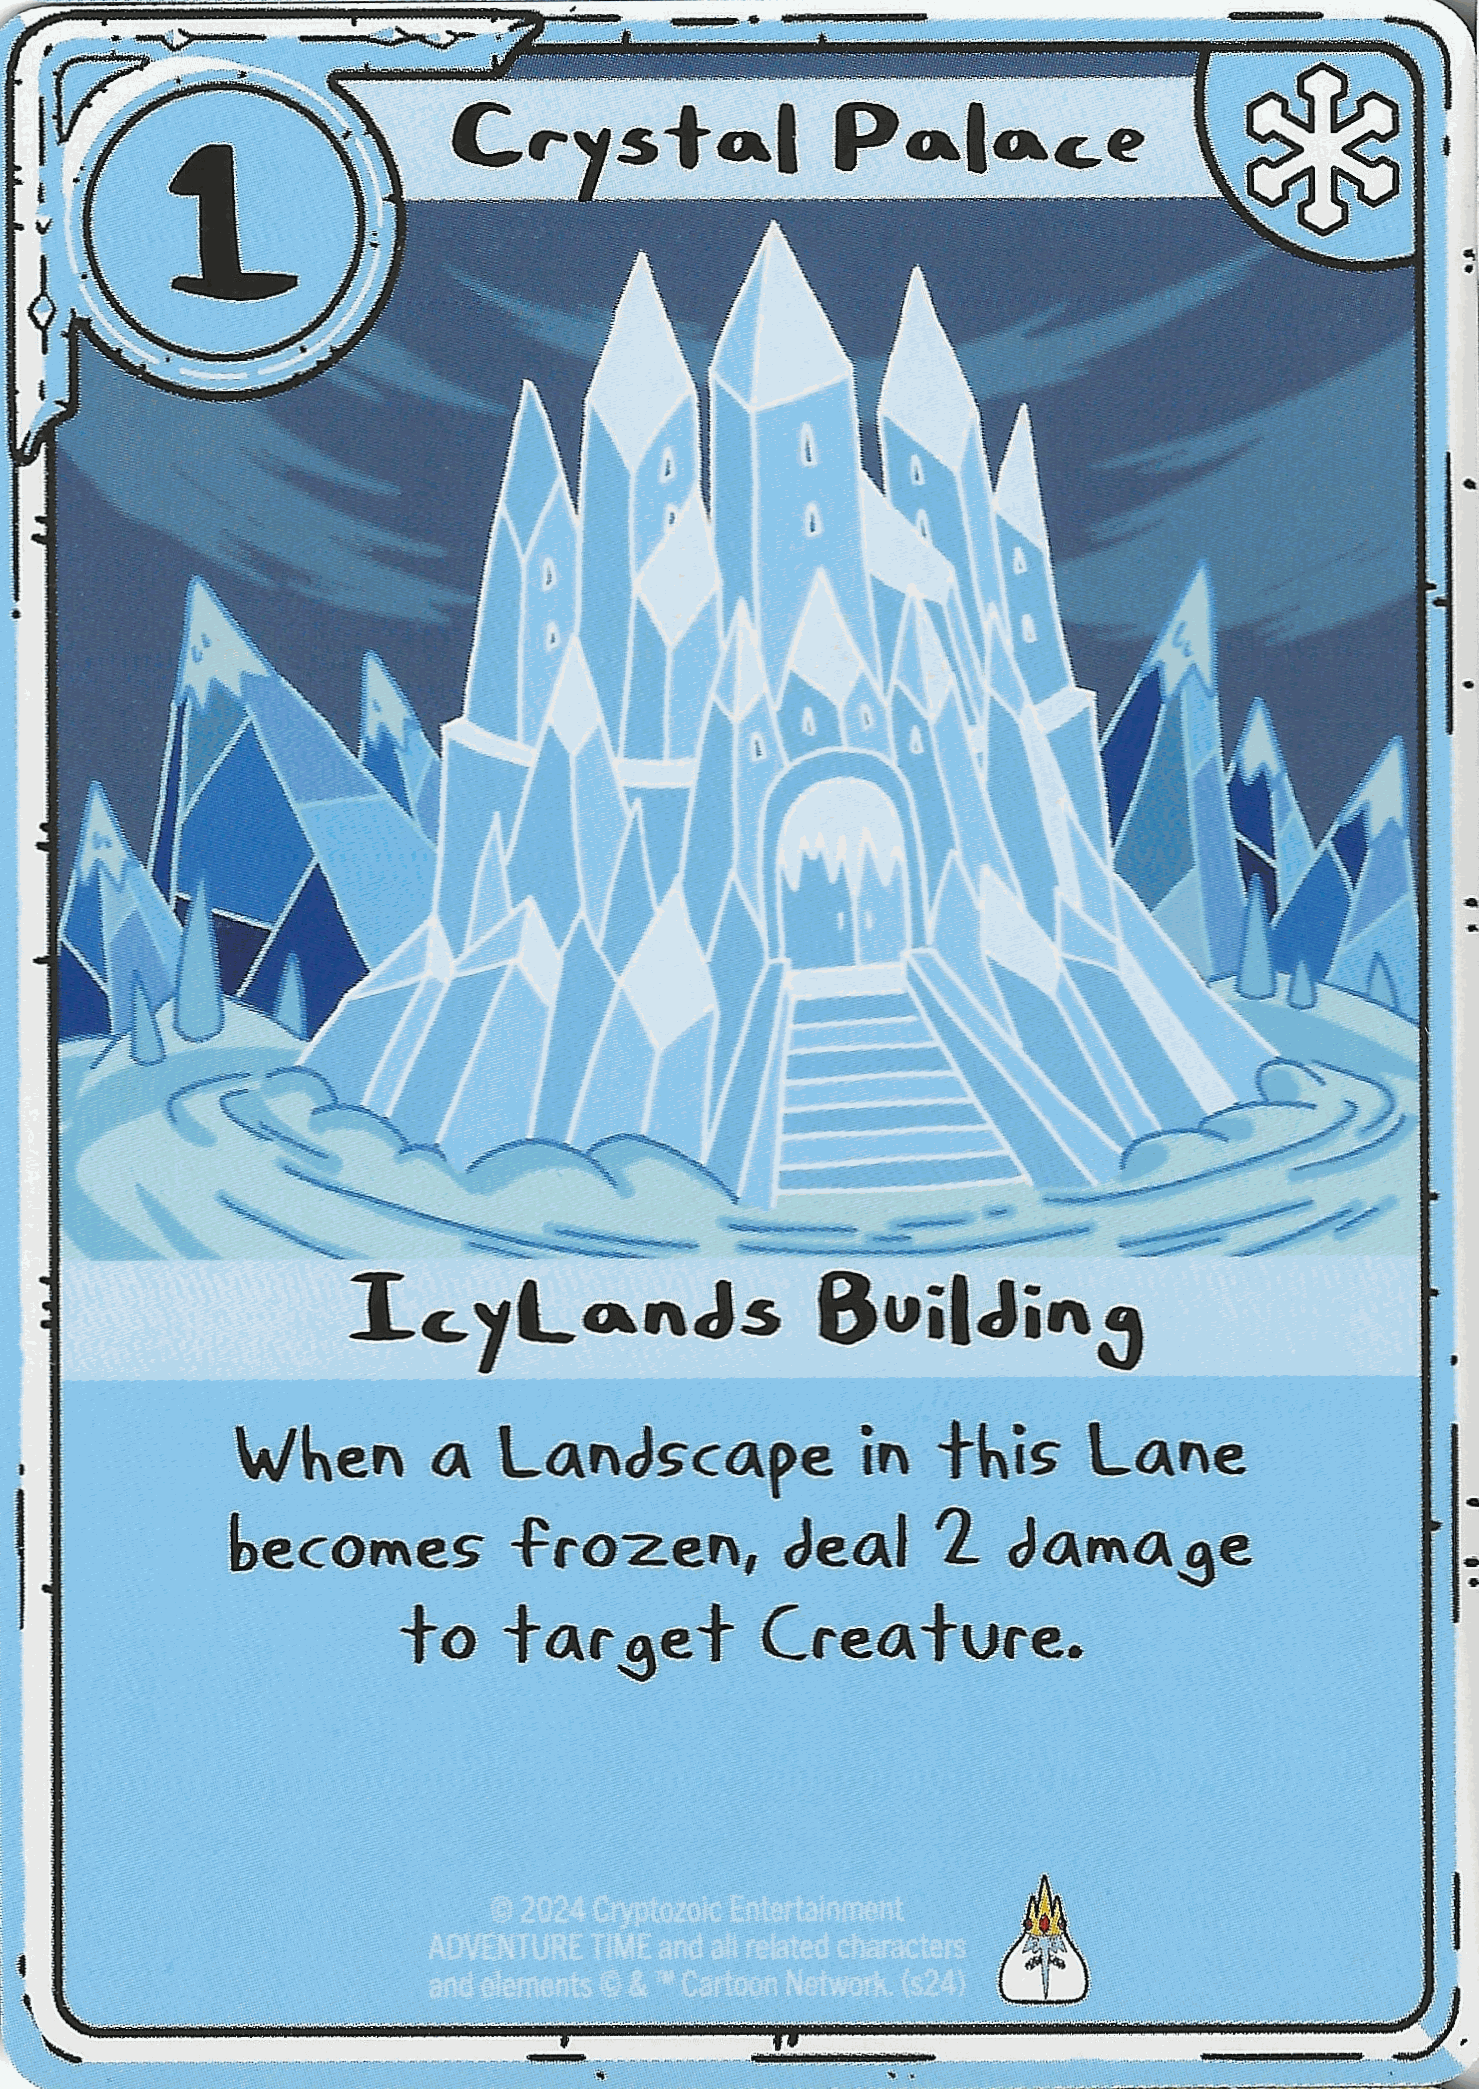 1
Crystal Palace
IcyLands Building
When a Landscape in this Lane
becomes frozen, deal 2 damage
to target Creature.
© 2024 Cryptozoic Entertainment
ADVENTURE TIME and all related characters
and elements © & ™ Cartoon Network. (s24)